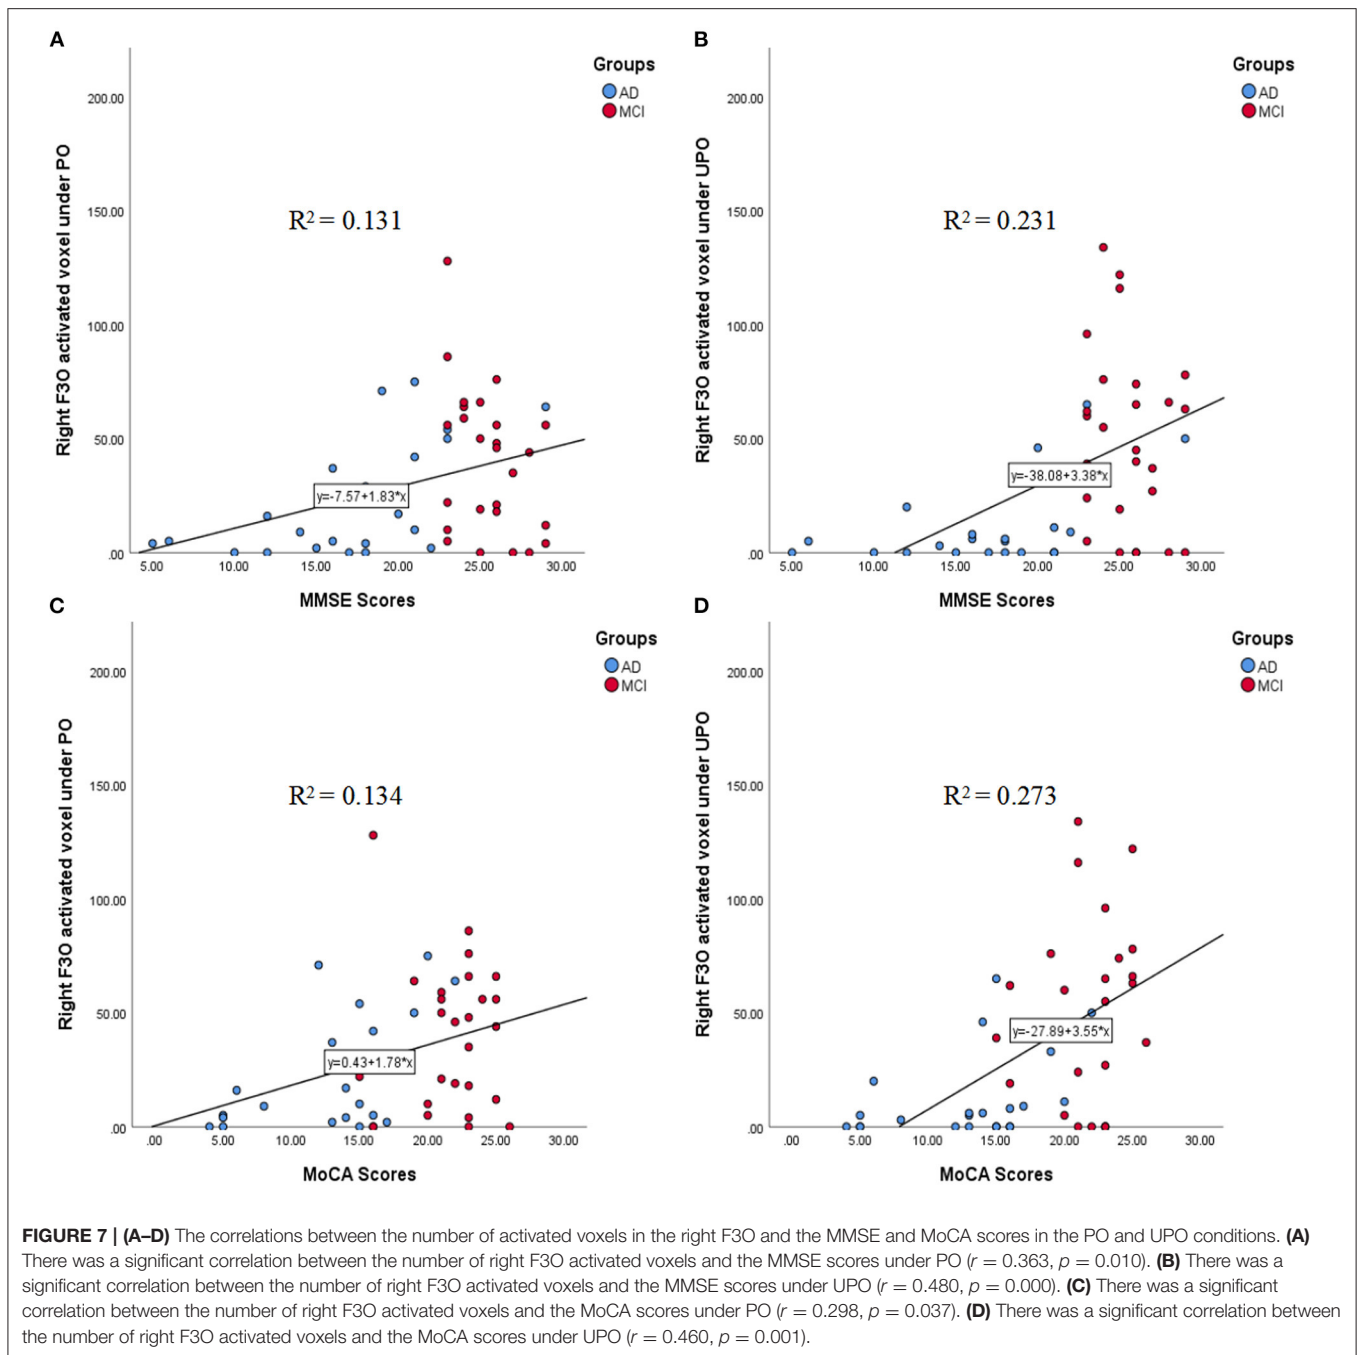 A
Groups
AD
MCI
200.00
150.00
100.00
50.00
.00
Right F3O activated voxel under PO
R² = 0.131
y=-7.57+1.83*x
5.00 10.00 15.00 20.00 25.00 30.00
MMSE Scores
B
Groups
AD
MCI
200.00
150.00
100.00
50.00
.00
Right F3O activated voxel under UPO
R² = 0.231
y=-38.08+3.38*x
5.00 10.00 15.00 20.00 25.00 30.00
MMSE Scores
C
Groups
AD
MCI
200.00
150.00
100.00
50.00
.00
Right F3O activated voxel under PO
R² = 0.134
y=0.43+1.78*x
.00 5.00 10.00 15.00 20.00 25.00 30.00
MoCA Scores
D
Groups
AD
MCI
200.00
150.00
100.00
50.00
.00
Right F3O activated voxel under UPO
R² = 0.273
y=-27.89+3.55*x
.00 5.00 10.00 15.00 20.00 25.00 30.00
MoCA Scores
FIGURE 7 | (A–D) The correlations between the number of activated voxels in the right F3O and the MMSE and MoCA scores in the PO and UPO conditions. (A)
There was a significant correlation between the number of right F3O activated voxels and the MMSE scores under PO (r = 0.363, p = 0.010). (B) There was a
significant correlation between the number of right F3O activated voxels and the MMSE scores under UPO (r = 0.480, p = 0.000). (C) There was a significant
correlation between the number of right F3O activated voxels and the MoCA scores under PO (r = 0.298, p = 0.037). (D) There was a significant correlation between
the number of right F3O activated voxels and the MoCA scores under UPO (r = 0.460, p = 0.001).